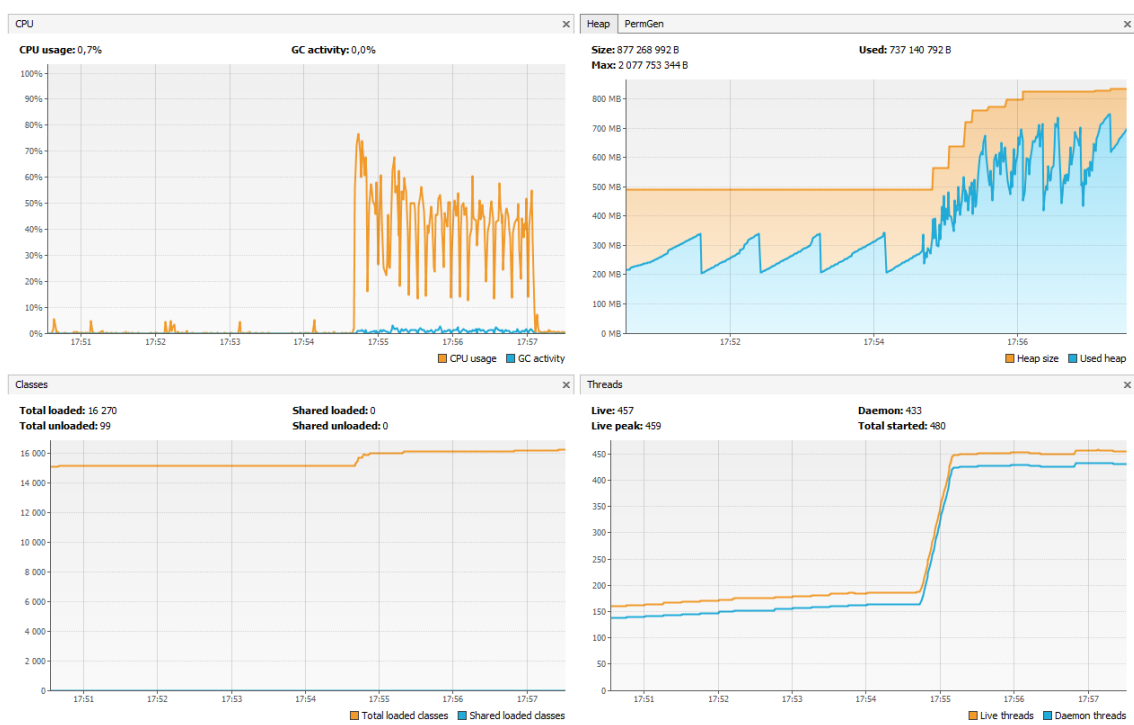 CPU
CPU usage: 0,7% GC activity: 0,0%
100%
90%
80%
70%
60%
50%
40%
30%
20%
10%
0%
17:51 17:52 17:53 17:54 17:55 17:56 17:57
CPU usage GC activity
Heap PermGen
Size: 877 268 992 B Used: 737 140 792 B
Max: 2 077 753 344 B
800 MB
700 MB
600 MB
500 MB
400 MB
300 MB
200 MB
100 MB
0 MB
17:52 17:54 17:56
Heap size Used heap
Classes
Total loaded: 16 270 Shared loaded: 0
Total unloaded: 99 Shared unloaded: 0
16 000
14 000
12 000
10 000
8 000
6 000
4 000
2 000
0
17:51 17:52 17:53 17:54 17:55 17:56 17:57
Total loaded classes Shared loaded classes
Threads
Live: 457 Daemon: 433
Live peak: 459 Total started: 480
450
400
350
300
250
200
150
100
50
0
17:51 17:52 17:53 17:54 17:55 17:56 17:57
Live threads Daemon threads